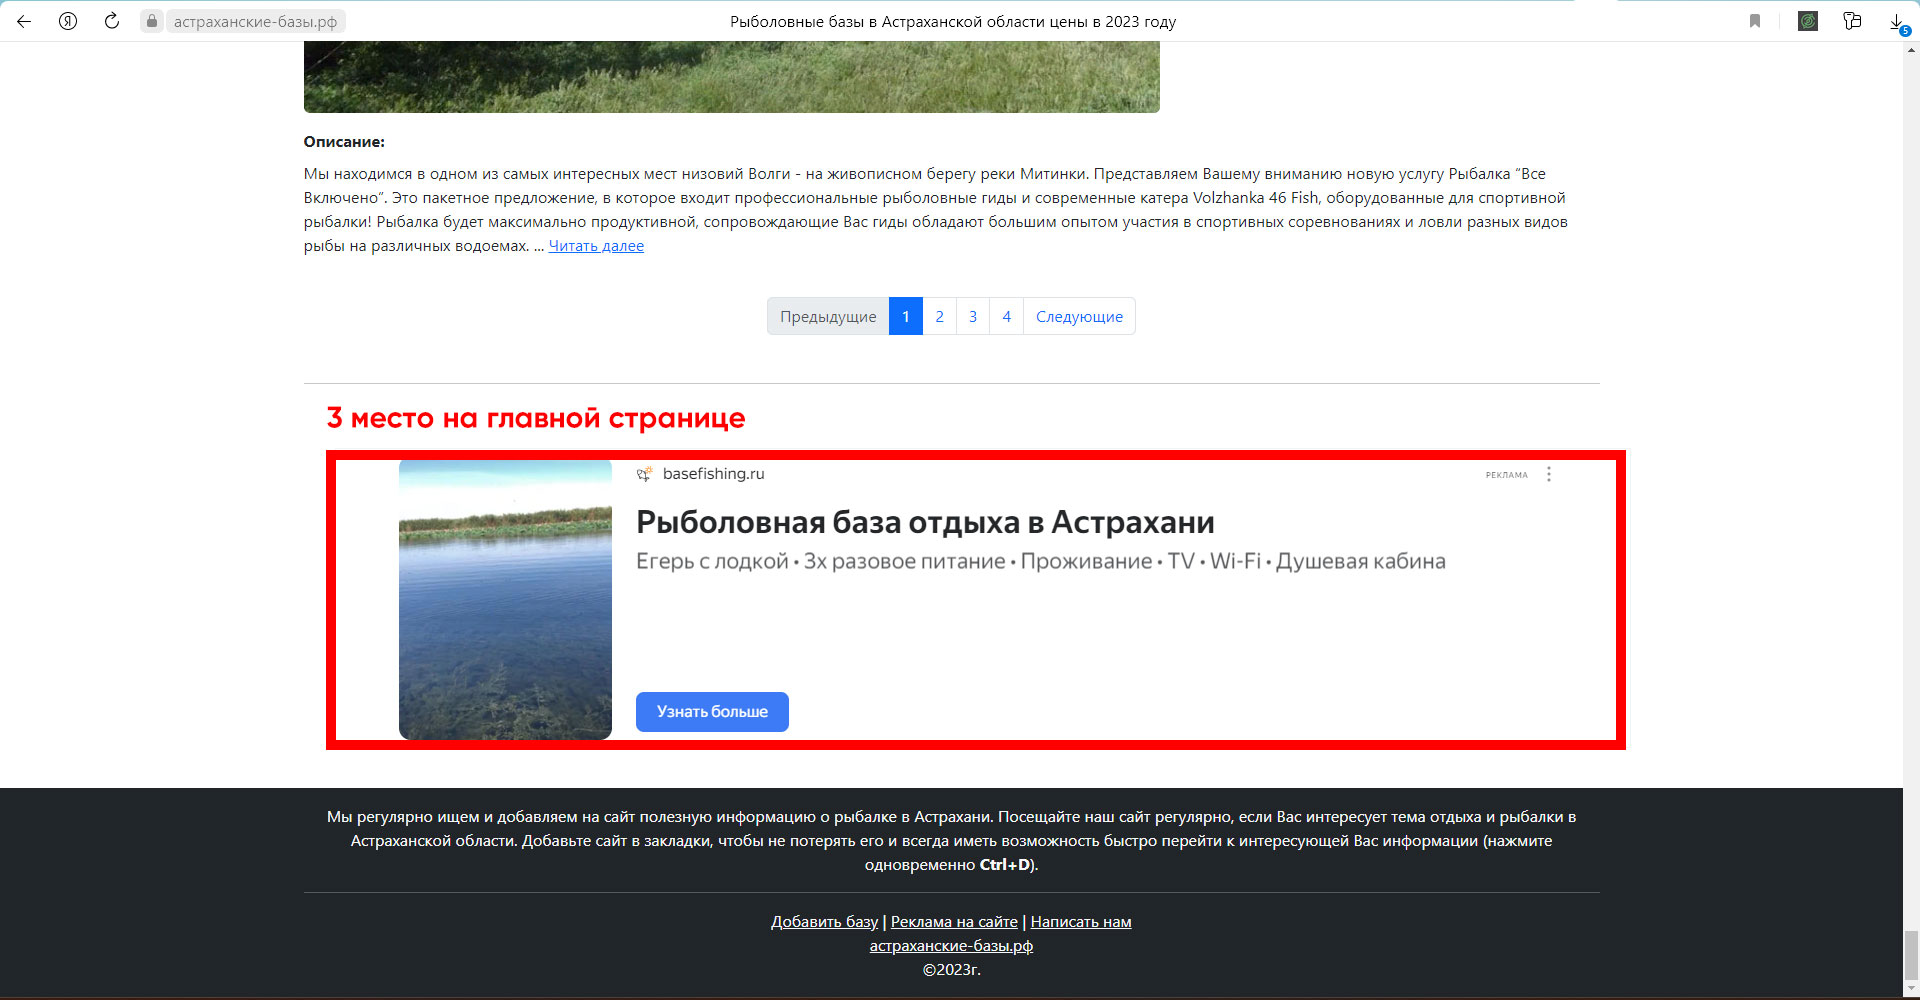 астраханские-базы.рф
Рыболовные базы в Астраханской области цены в 2023 году
5
Описание:
Мы находимся в одном из самых интересных мест низовий Волги - на живописном берегу реки Митинки. Представляем Вашему вниманию новую услугу Рыбалка “Все
Включено”. Это пакетное предложение, в которое входит профессиональные рыболовные гиды и современные катера Volzhanka 46 Fish, оборудованные для спортивной
рыбалки! Рыбалка будет максимально продуктивной, сопровождающие Вас гиды обладают большим опытом участия в спортивных соревнованиях и ловли разных видов
рыбы на различных водоемах. ... Читать далее
Предыдущие 1 2 3 4 Следующие
3 место на главной странице
basefishing.ru
РЕКЛАМА
Рыболовная база отдыха в Астрахани
Егерь с лодкой • 3х разовое питание • Проживание • TV • Wi-Fi • Душевая кабина
Узнать больше
Мы регулярно ищем и добавляем на сайт полезную информацию о рыбалке в Астрахани. Посещайте наш сайт регулярно, если Вас интересует тема отдыха и рыбалки в
Астраханской области. Добавьте сайт в закладки, чтобы не потерять его и всегда иметь возможность быстро перейти к интересующей Вас информации (нажмите
одновременно Ctrl+D).
Добавить базу | Реклама на сайте | Написать нам
астраханские-базы.рф
©2023г.